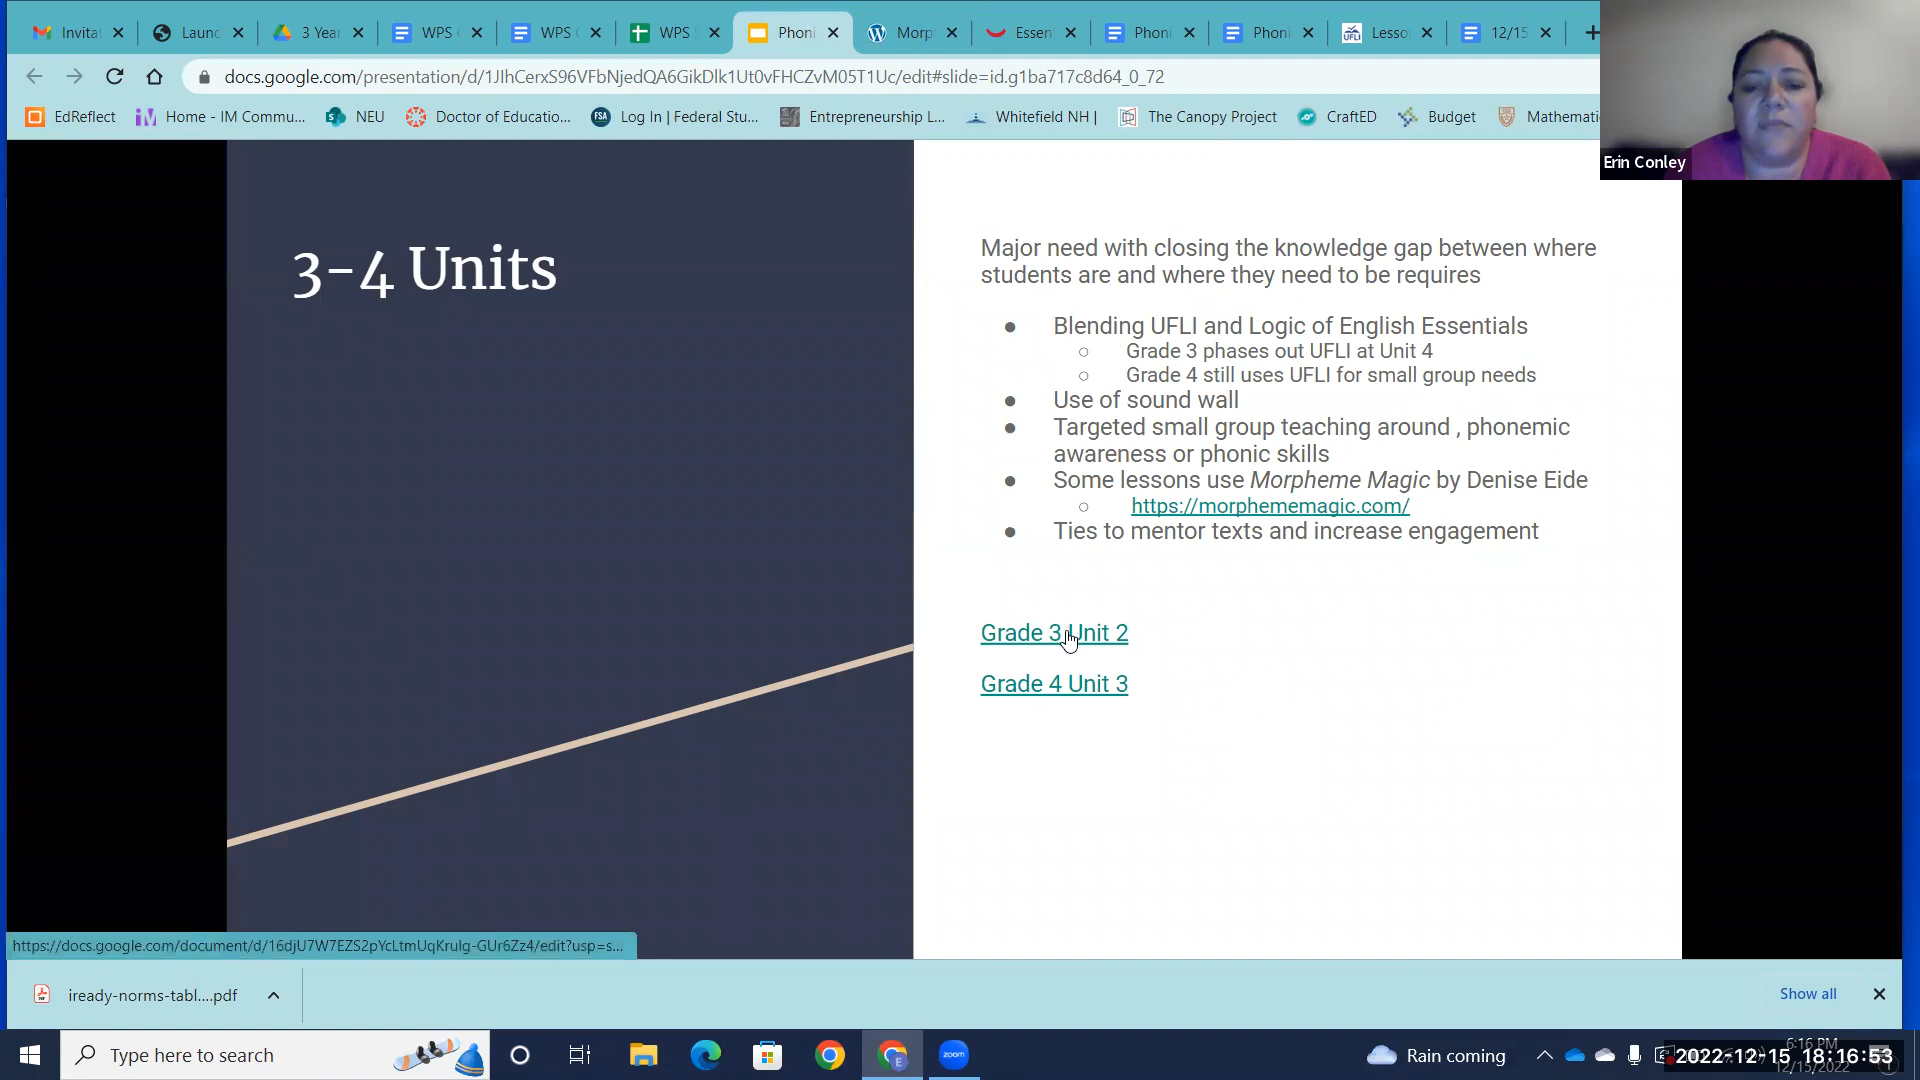 Invita
Launc
3 Year
WPS
WPS
WPS
Phoni
Morp
Essen
Phoni
Phoni
Lesso
12/15
docs.google.com/presentation/d/1JIhCerxS96VFbNjedQA6GikDlk1Ut0vFHCZvM05T1Uc/edit#slide=id.g1ba717c8d64_0_72
EdReflect
Home - IM Commu...
NEU
Doctor of Educatio...
Log In | Federal Stu...
Entrepreneurship L...
Whitefield NH |
The Canopy Project
CraftED
Budget
Mathemati
Erin Conley
3-4 Units
Major need with closing the knowledge gap between where
students are and where they need to be requires
● Blending UFLI and Logic of English Essentials
○ Grade 3 phases out UFLI at Unit 4
○ Grade 4 still uses UFLI for small group needs
● Use of sound wall
● Targeted small group teaching around , phonemic
awareness or phonic skills
● Some lessons use Morpheme Magic by Denise Eide
○ https://morphememagic.com/
● Ties to mentor texts and increase engagement
Grade 3 Unit 2
Grade 4 Unit 3
https://docs.google.com/document/d/16djU7W7EZS2pYcLtmUqKrulg-GUr6Zz4/edit?usp=s...
iready-norms-tabl....pdf
Show all
Type here to search
zoom
Rain coming
6:16 PM
2022-12-15 18:16:53
12/15/2022